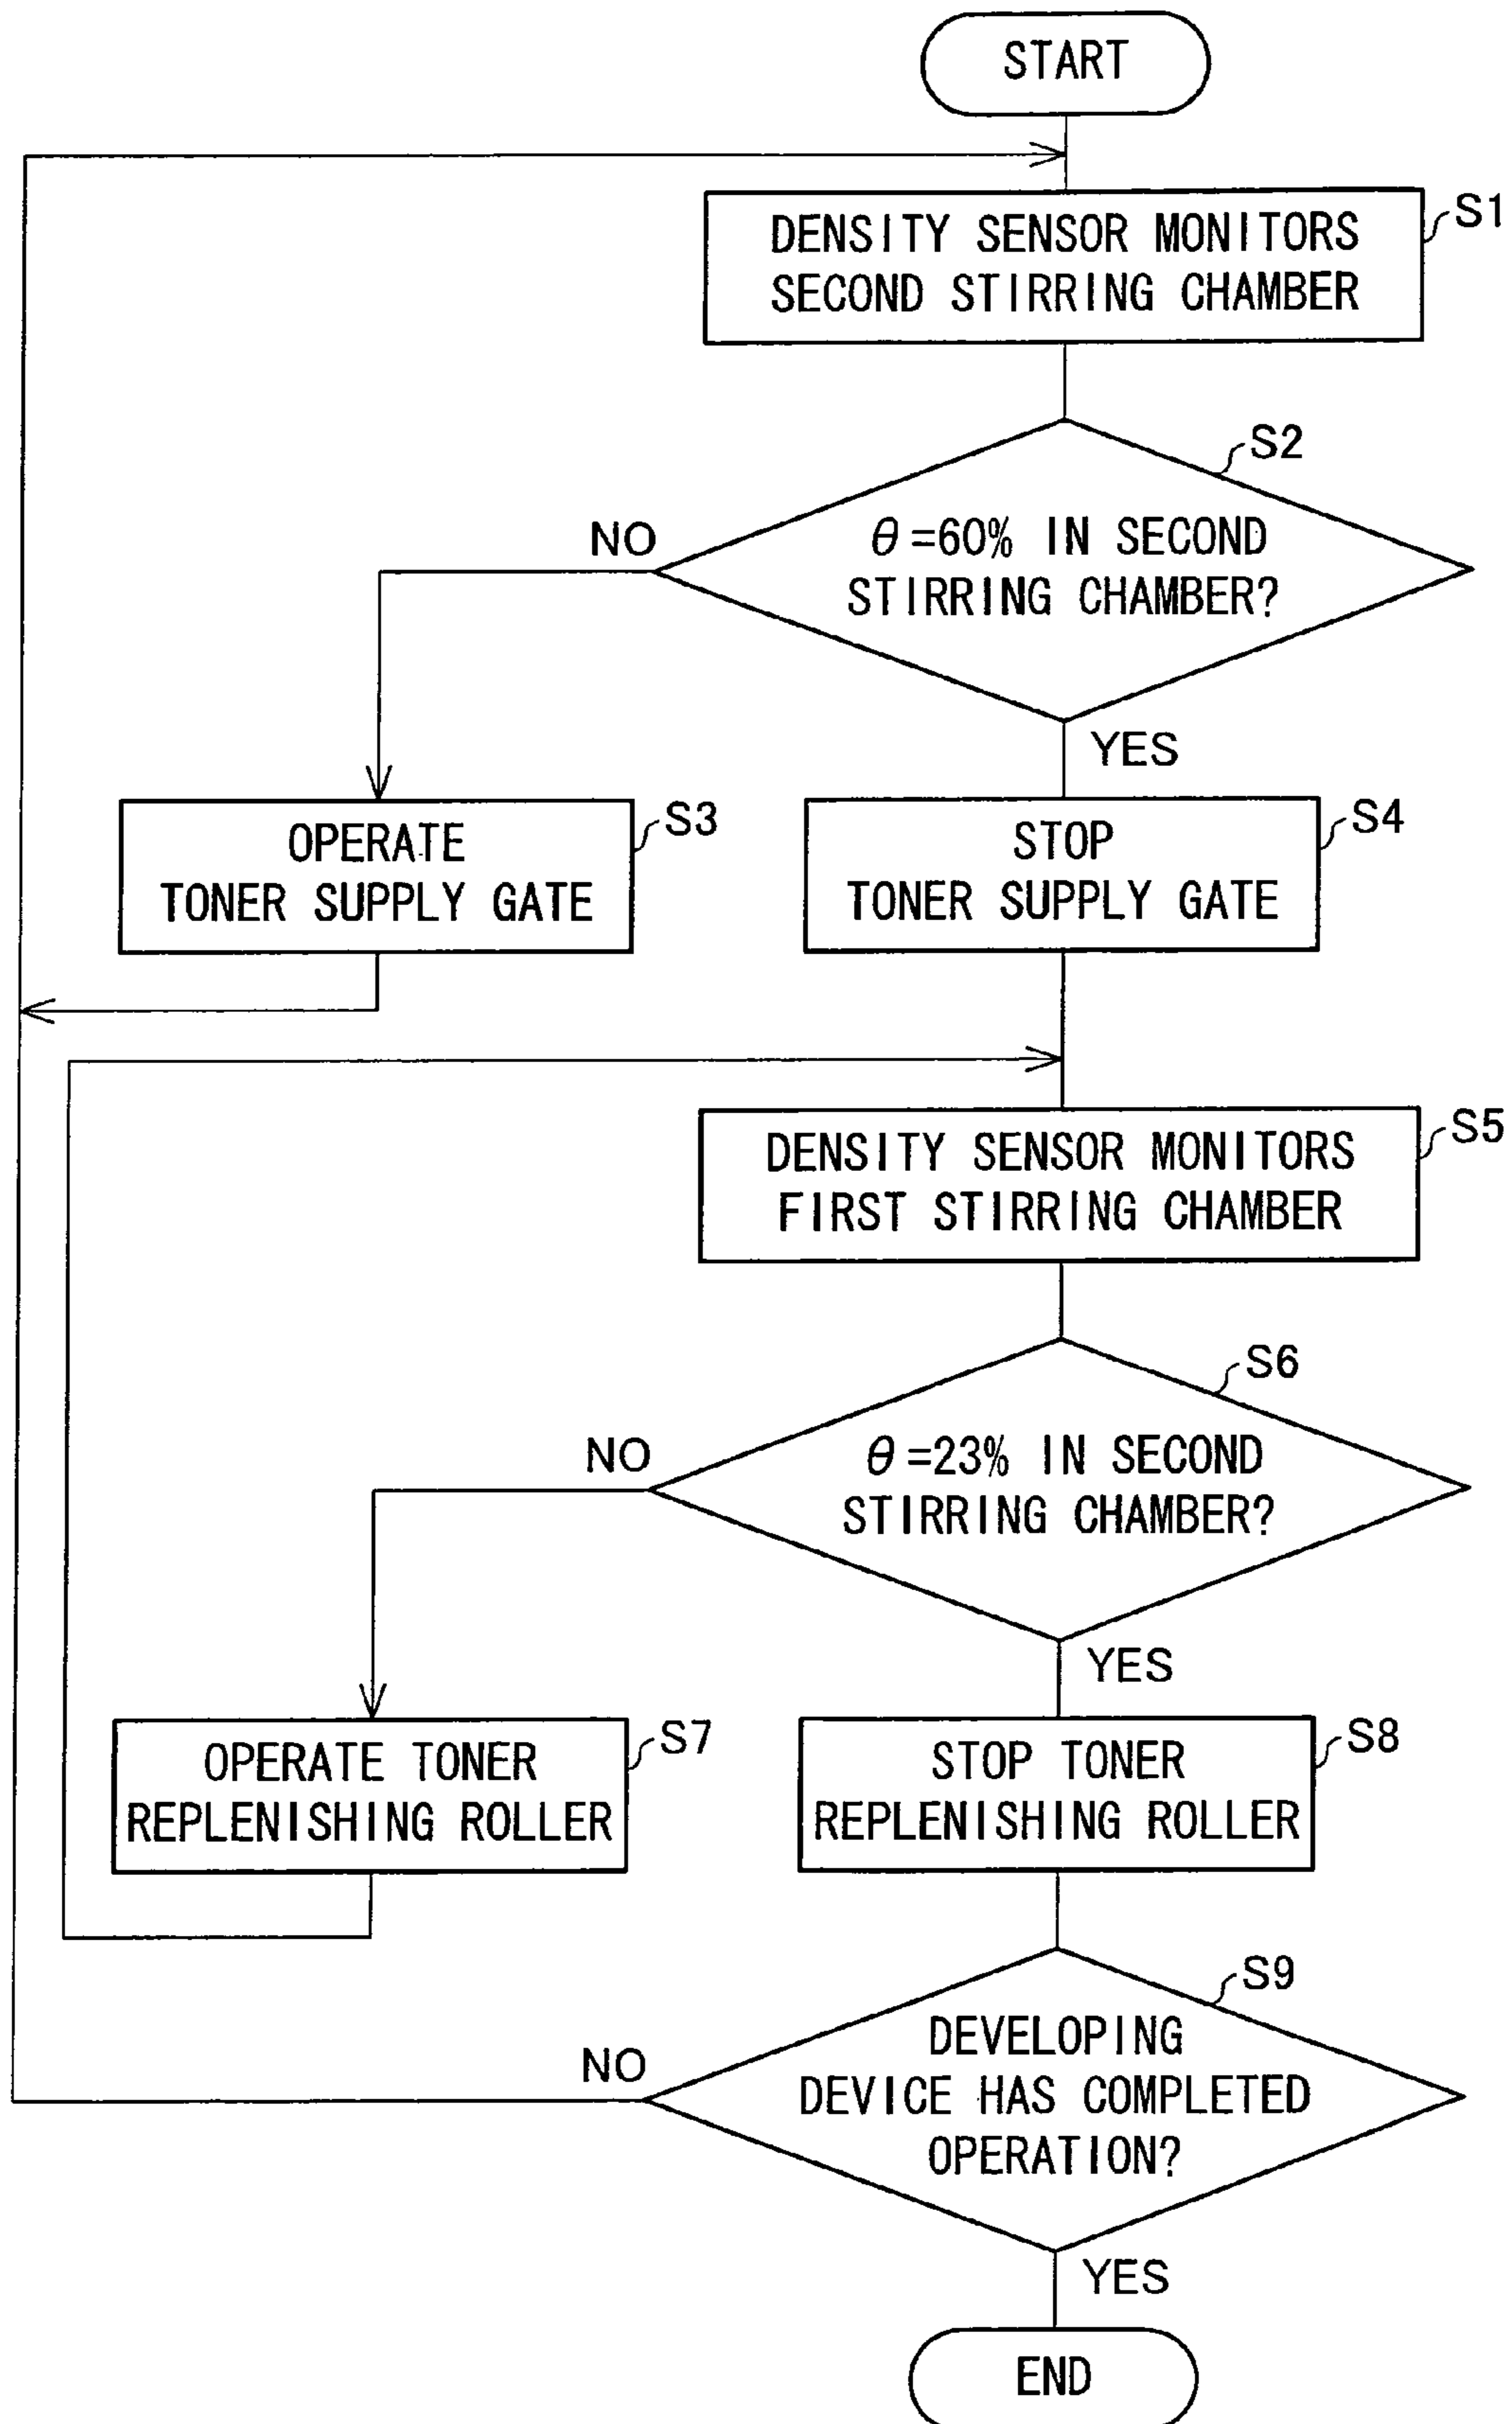 START
S1
DENSITY SENSOR MONITORS
SECOND STIRRING CHAMBER
S2
NO
θ=60% IN SECOND
STIRRING CHAMBER?
YES
S3
OPERATE
TONER SUPPLY GATE
S4
STOP
TONER SUPPLY GATE
S5
DENSITY SENSOR MONITORS
FIRST STIRRING CHAMBER
S6
NO
θ=23% IN SECOND
STIRRING CHAMBER?
YES
S7
OPERATE TONER
REPLENISHING ROLLER
S8
STOP TONER
REPLENISHING ROLLER
S9
NO
DEVELOPING
DEVICE HAS COMPLETED
OPERATION?
YES
END